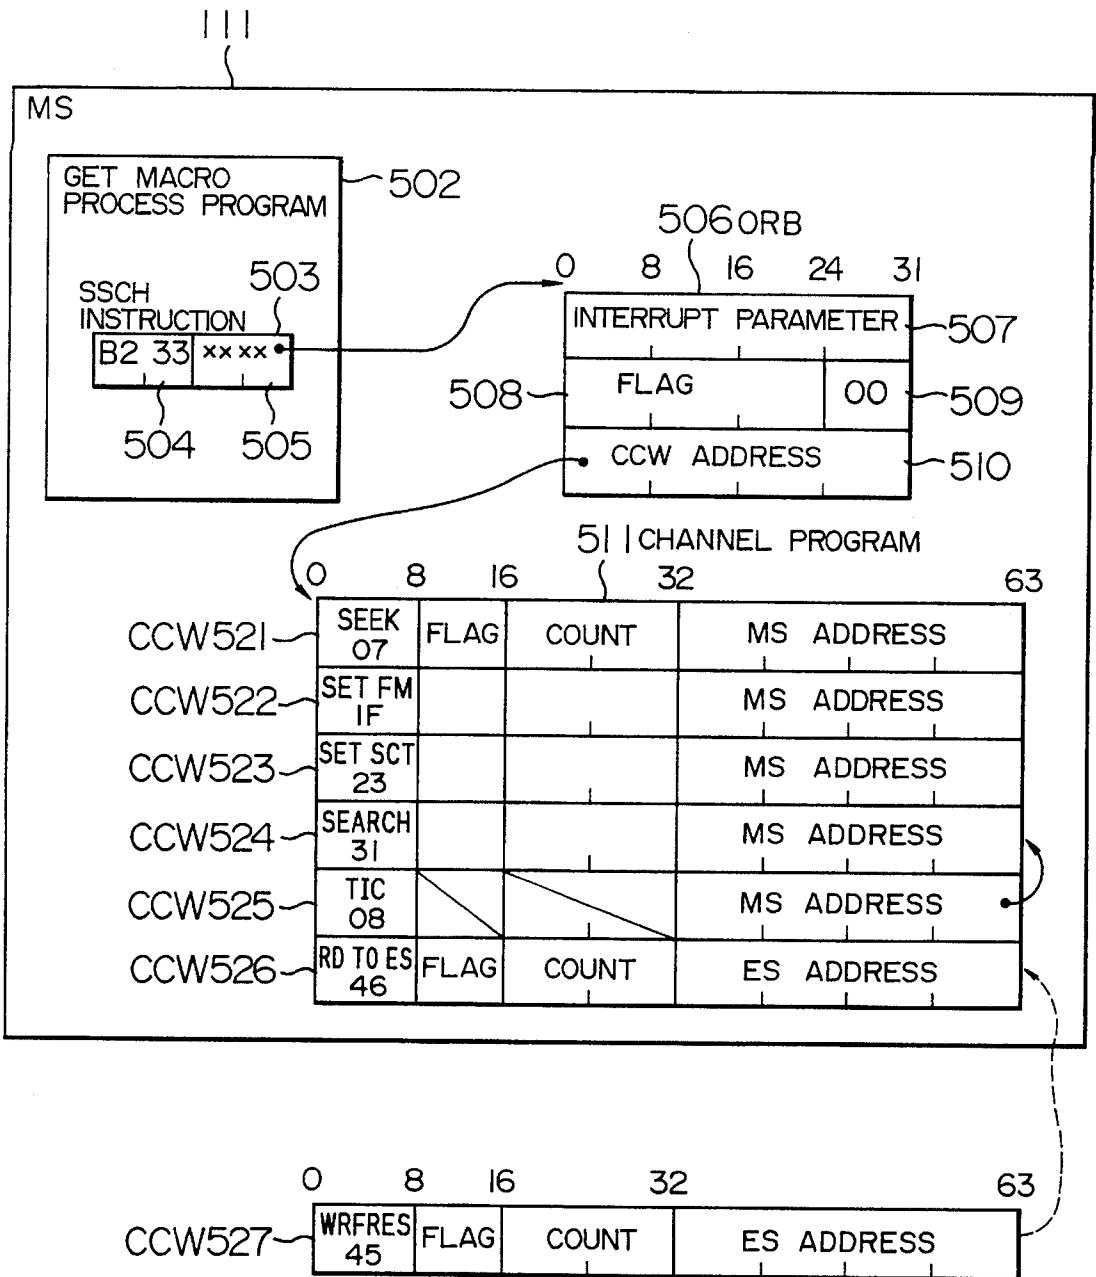 111
MS
GET MACRO
PROCESS PROGRAM
502
SSCH
INSTRUCTION
503
B2 33 xx xx
504 505
506 ORB
0 8 16 24 31
INTERRUPT PARAMETER
507
508
FLAG 00
509
CCW ADDRESS
510
511 CHANNEL PROGRAM
0 8 16 32 63
CCW521 SEEK 07 FLAG COUNT MS ADDRESS
CCW522 SET FM 1F MS ADDRESS
CCW523 SET SCT 23 MS ADDRESS
CCW524 SEARCH 31 MS ADDRESS
CCW525 TIC 08 MS ADDRESS
CCW526 RD TO ES 46 FLAG COUNT ES ADDRESS
0 8 16 32 63
CCW527 WRFRES 45 FLAG COUNT ES ADDRESS